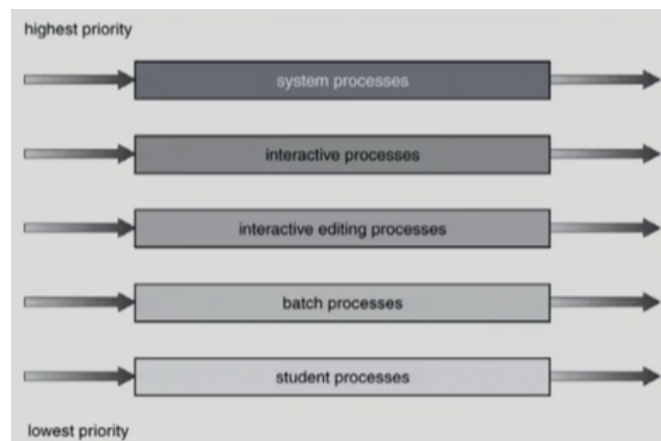 highest priority
system processes
interactive processes
interactive editing processes
batch processes
student processes
lowest priority